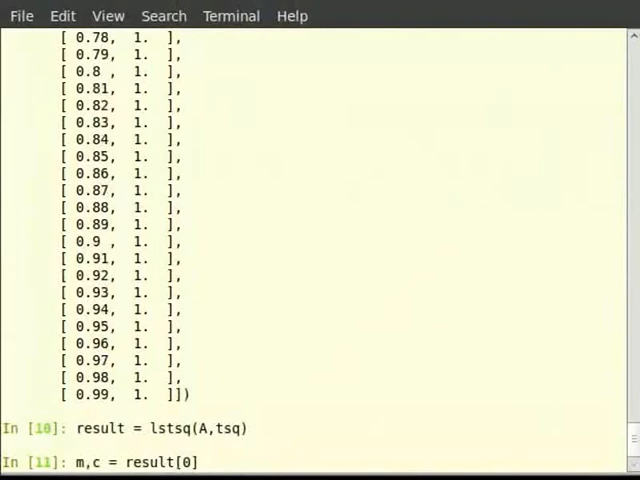 File Edit View Search Terminal Help
[ 0.78, 1. ],
[ 0.79, 1. ],
[ 0.8 , 1. ],
[ 0.81, 1. ],
[ 0.82, 1. ],
[ 0.83, 1. ],
[ 0.84, 1. ],
[ 0.85, 1. ],
[ 0.86, 1. ],
[ 0.87, 1. ],
[ 0.88, 1. ],
[ 0.89, 1. ],
[ 0.9 , 1. ],
[ 0.91, 1. ],
[ 0.92, 1. ],
[ 0.93, 1. ],
[ 0.94, 1. ],
[ 0.95, 1. ],
[ 0.96, 1. ],
[ 0.97, 1. ],
[ 0.98, 1. ],
[ 0.99, 1. ]])
In [10]: result = lstsq(A,tsq)
In [11]: m,c = result[0]